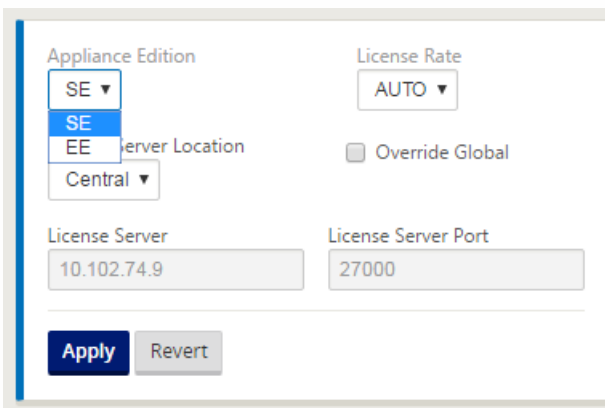 Appliance Edition License Rate
SE AUTO
SE
EE erver Location Override Global
Central
License Server License Server Port
10.102.74.9 27000
Apply Revert